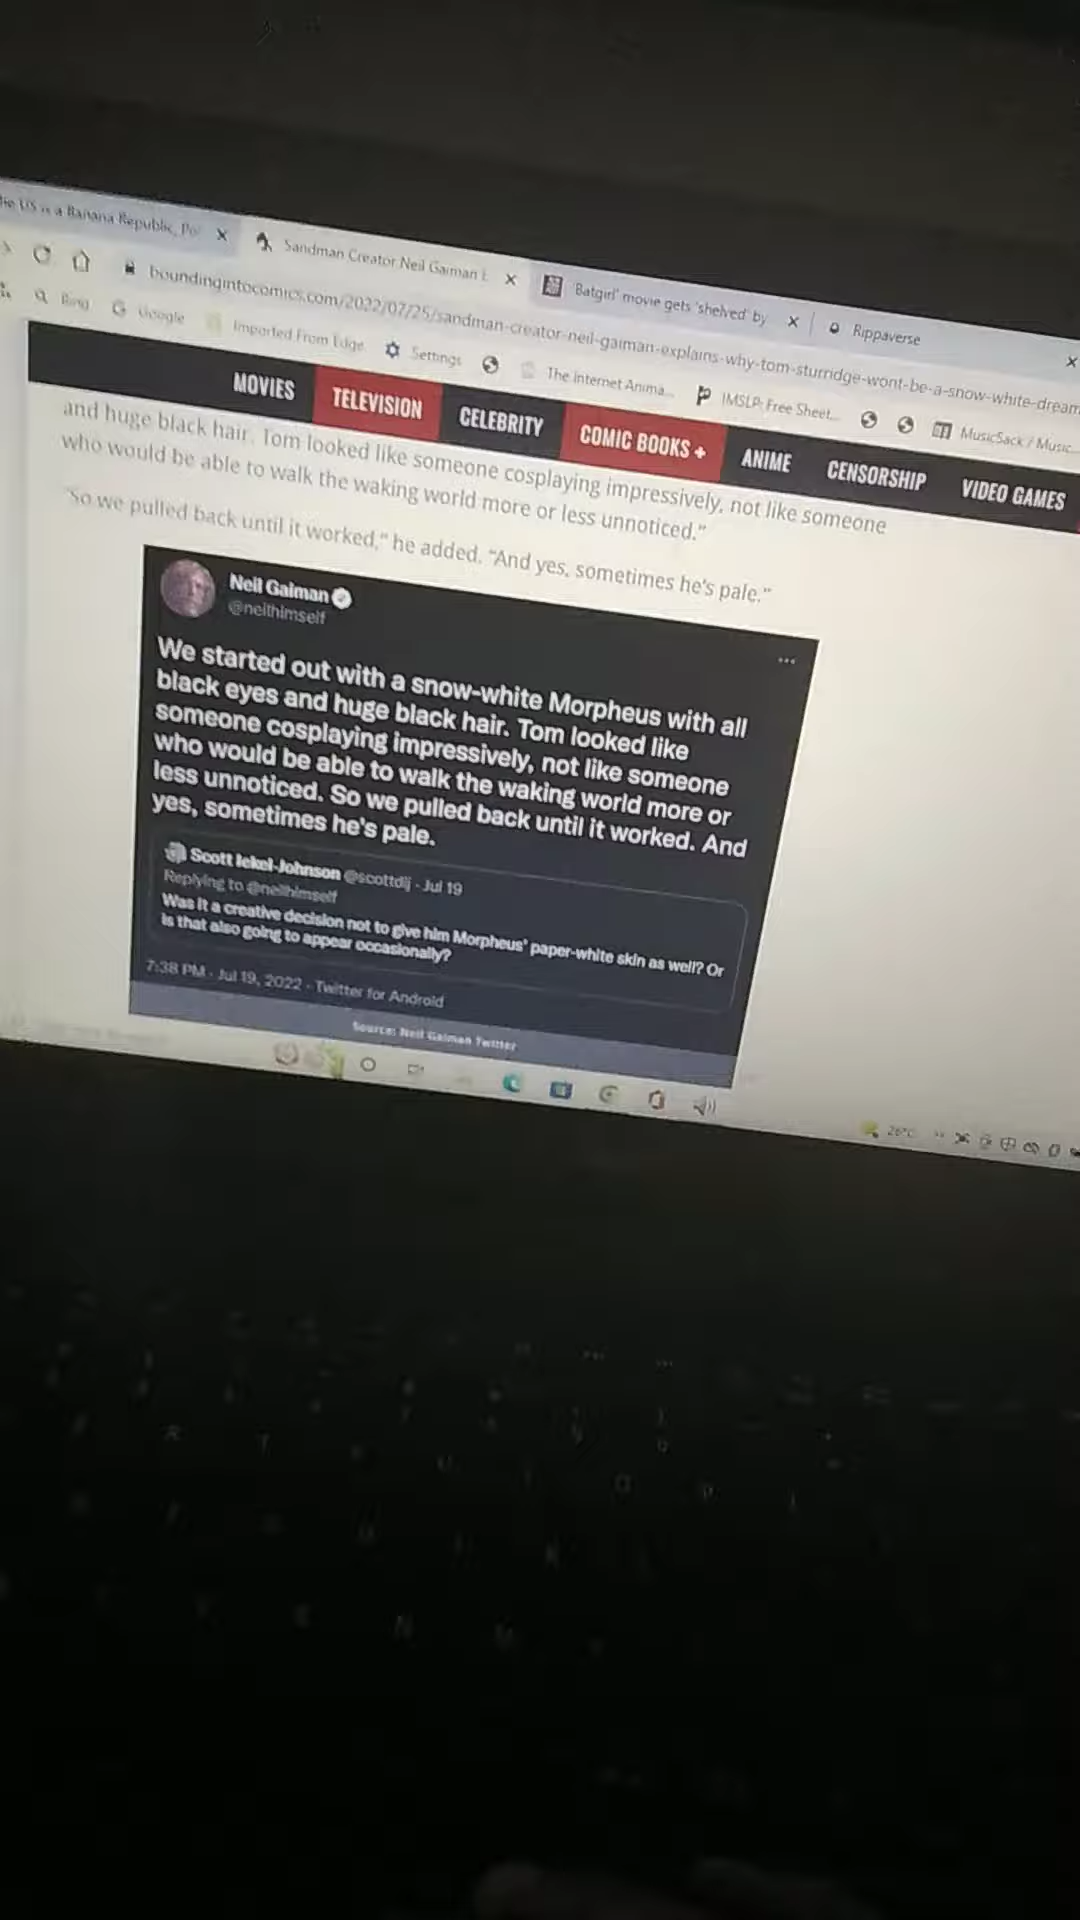 US is a Banana Republic, Po
Sandman Creator Neil Gaiman E
'Batgirl' movie gets 'shelved' by
Rippaverse
boundingintocomics.com/2022/07/25/sandman-creator-neil-gaiman-explains-why-tom-sturridge-wont-be-a-snow-white-dream
Bing
Google
Imported From Edge
Settings
The Internet Anima...
IMSLP: Free Sheet...
MusicSack / Music...
MOVIES
TELEVISION
CELEBRITY
COMIC BOOKS +
ANIME
CENSORSHIP
VIDEO GAMES
and huge black hair. Tom looked like someone cosplaying impressively, not like someone
who would be able to walk the waking world more or less unnoticed.”
“So we pulled back until it worked,” he added. “And yes, sometimes he's pale.”
Neil Gaiman
@neilhimself
We started out with a snow-white Morpheus with all
black eyes and huge black hair. Tom looked like
someone cosplaying impressively, not like someone
who would be able to walk the waking world more or
less unnoticed. So we pulled back until it worked. And
yes, sometimes he's pale.
Scott Iekel-Johnson @scottdij · Jul 19
Replying to @neilhimself
Was it a creative decision not to give him Morpheus' paper-white skin as well? Or
is that also going to appear occasionally?
7:38 PM · Jul 19, 2022 · Twitter for Android
Source: Neil Gaiman Twitter
26°C